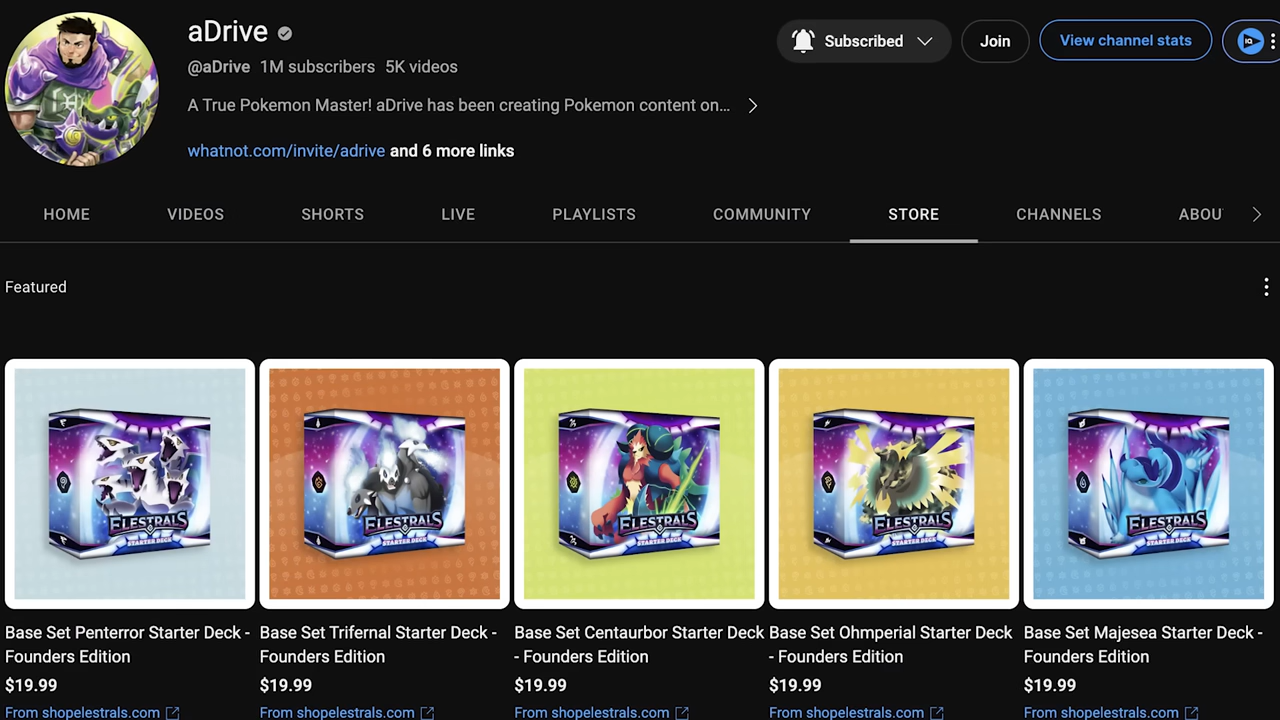 aDrive
@aDrive 1M subscribers 5K videos
A True Pokemon Master! aDrive has been creating Pokemon content on...
whatnot.com/invite/adrive and 6 more links
Subscribed
Join
View channel stats
HOME VIDEOS SHORTS LIVE PLAYLISTS COMMUNITY STORE CHANNELS ABOU
Featured
ELESTRALS
STARTER DECK
ELESTRALS
STARTER DECK
ELESTRALS
STARTER DECK
ELESTRALS
STARTER DECK
ELESTRALS
STARTER DECK
Base Set Penterror Starter Deck -
Founders Edition
$19.99
From shopelestrals.com
Base Set Trifernal Starter Deck -
Founders Edition
$19.99
From shopelestrals.com
Base Set Centaurbor Starter Deck
- Founders Edition
$19.99
From shopelestrals.com
Base Set Ohmperial Starter Deck
- Founders Edition
$19.99
From shopelestrals.com
Base Set Majesea Starter Deck -
Founders Edition
$19.99
From shopelestrals.com